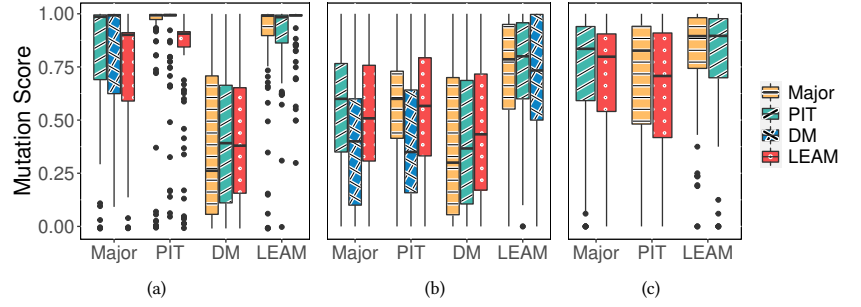 Mutation Score
1.00
0.75
0.50
0.25
0.00
Major PIT DM LEAM
Major PIT DM LEAM
Major PIT LEAM
(a) (b) (c)
Major
PIT
DM
LEAM